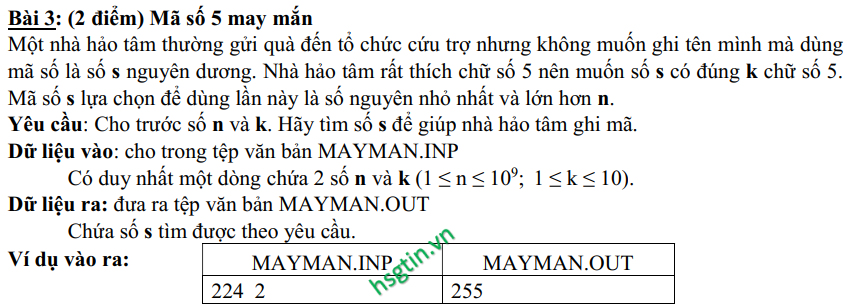 Bài 3: (2 điểm) Mã số 5 may mắn
Một nhà hảo tâm thường gửi quà đến tổ chức cứu trợ nhưng không muốn ghi tên mình mà dùng
mã số là số s nguyên dương. Nhà hảo tâm rất thích chữ số 5 nên muốn số s có đúng k chữ số 5.
Mã số s lựa chọn để dùng lần này là số nguyên nhỏ nhất và lớn hơn n.
Yêu cầu: Cho trước số n và k. Hãy tìm số s để giúp nhà hảo tâm ghi mã.
Dữ liệu vào: cho trong tệp văn bản MAYMAN.INP
Có duy nhất một dòng chứa 2 số n và k (1 ≤ n ≤ 10⁹; 1 ≤ k ≤ 10).
Dữ liệu ra: đưa ra tệp văn bản MAYMAN.OUT
Chứa số s tìm được theo yêu cầu.
Ví dụ vào ra: MAYMAN.INP MAYMAN.OUT
224 2 255
hsgtin.vn